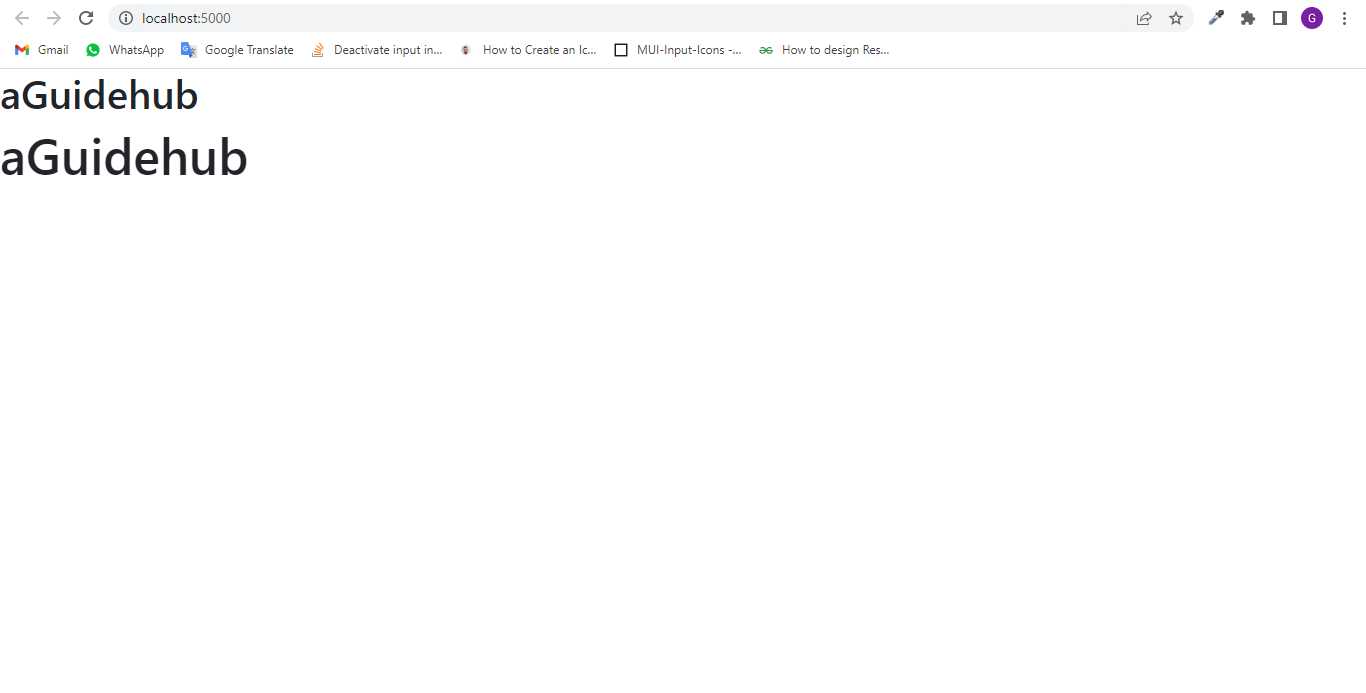 localhost:5000
G
Gmail WhatsApp Google Translate Deactivate input in... How to Create an Ic... MUI-Input-Icons -... How to design Res...
aGuidehub
aGuidehub